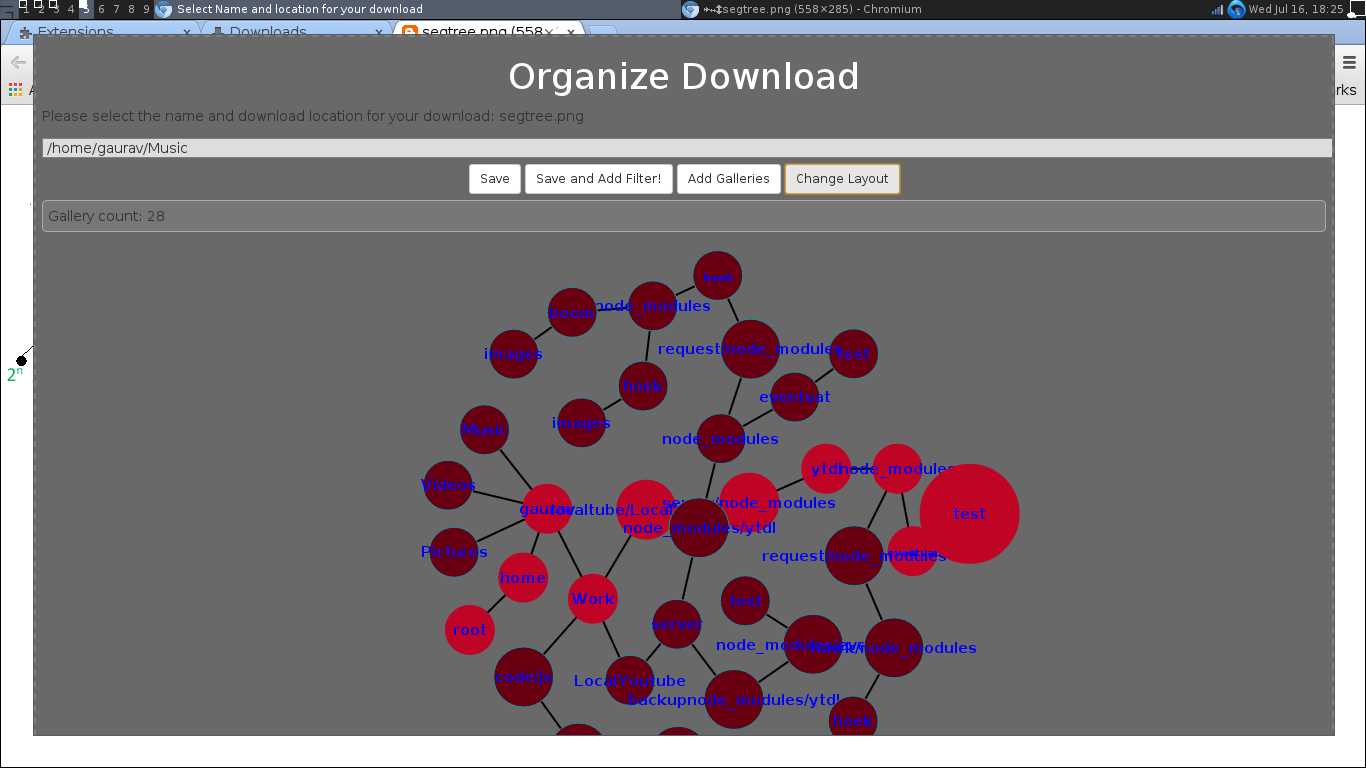 1 2 3 4 5 6 7 8 9 Select Name and location for your download segtree.png (558×285) - Chromium Wed Jul 16, 18:25
Extensions × Downloads × segtree.png (558× ×
rks
Organize Download
Please select the name and download location for your download: segtree.png
/home/gaurav/Music
Save Save and Add Filter! Add Galleries Change Layout
Gallery count: 28
node_modules
boom
request/node_modules
images
test
hoek
eventvat
images
Music
node_modules
ytdl
node_modules
Videos
node_modules
gaurav
localtube/Local
test
node_modules/ytdl
Pictures
request/node_modules
home
Work
test
root
server
node_modules
hawk/node_modules
codejs
LocalYoutube
backup
node_modules/ytdl
hoek
2ⁿ